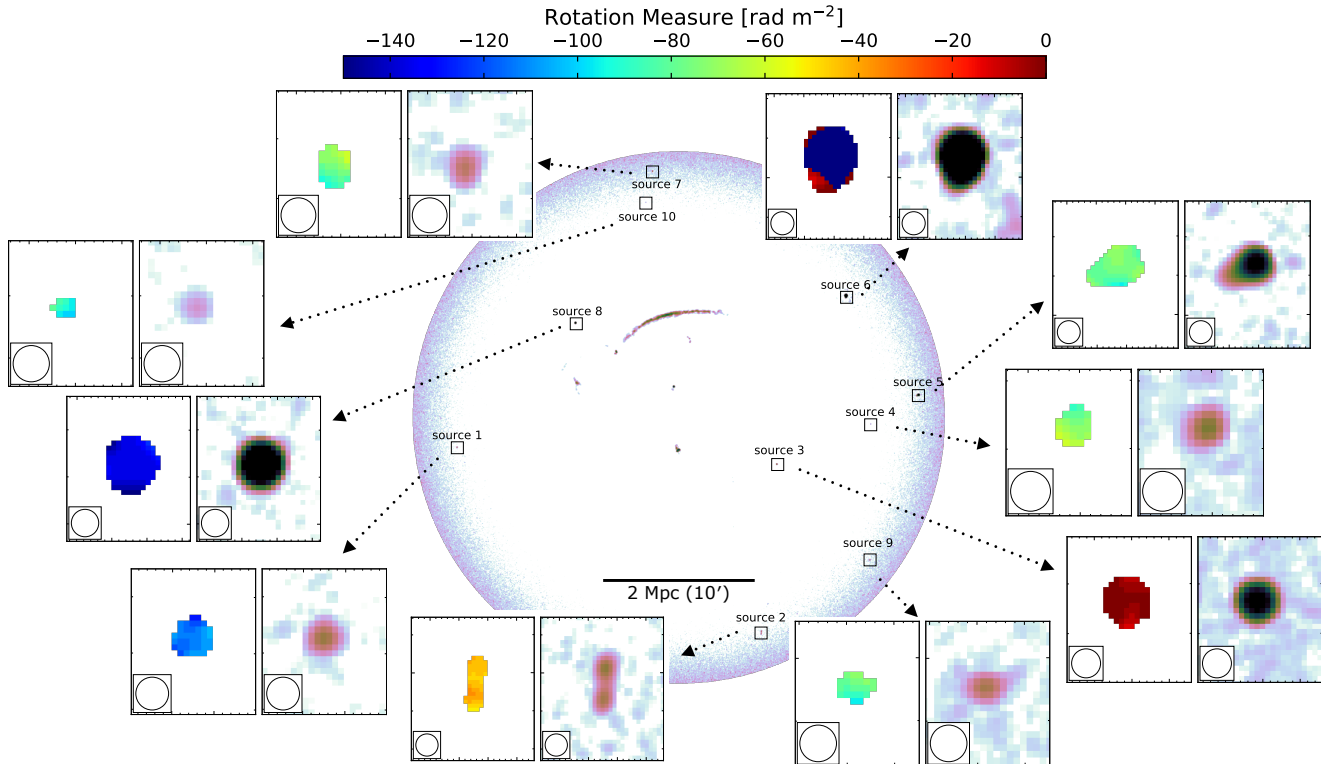 Rotation Measure [rad m⁻²]
−140 −120 −100 −80 −60 −40 −20 0
source 7
source 10
source 6
source 8
source 5
source 4
source 1
source 3
source 9
2 Mpc (10′)
source 2